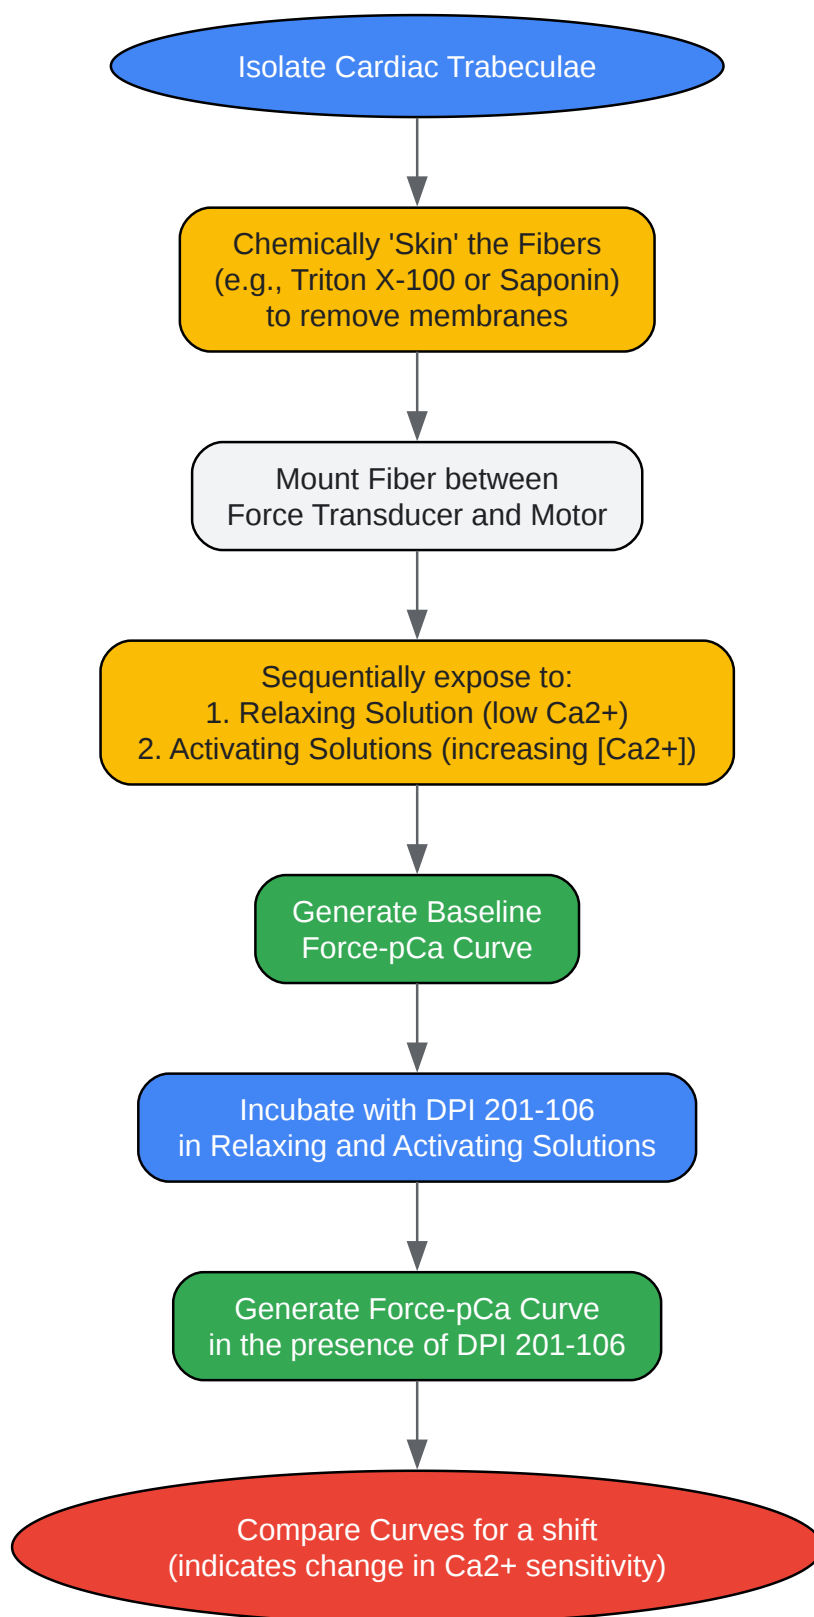 Isolate Cardiac Trabeculae
Chemically 'Skin' the Fibers
(e.g., Triton X-100 or Saponin)
to remove membranes
Mount Fiber between
Force Transducer and Motor
Sequentially expose to:
1. Relaxing Solution (low Ca2+)
2. Activating Solutions (increasing [Ca2+])
Generate Baseline
Force-pCa Curve
Incubate with DPI 201-106
in Relaxing and Activating Solutions
Generate Force-pCa Curve
in the presence of DPI 201-106
Compare Curves for a shift
(indicates change in Ca2+ sensitivity)